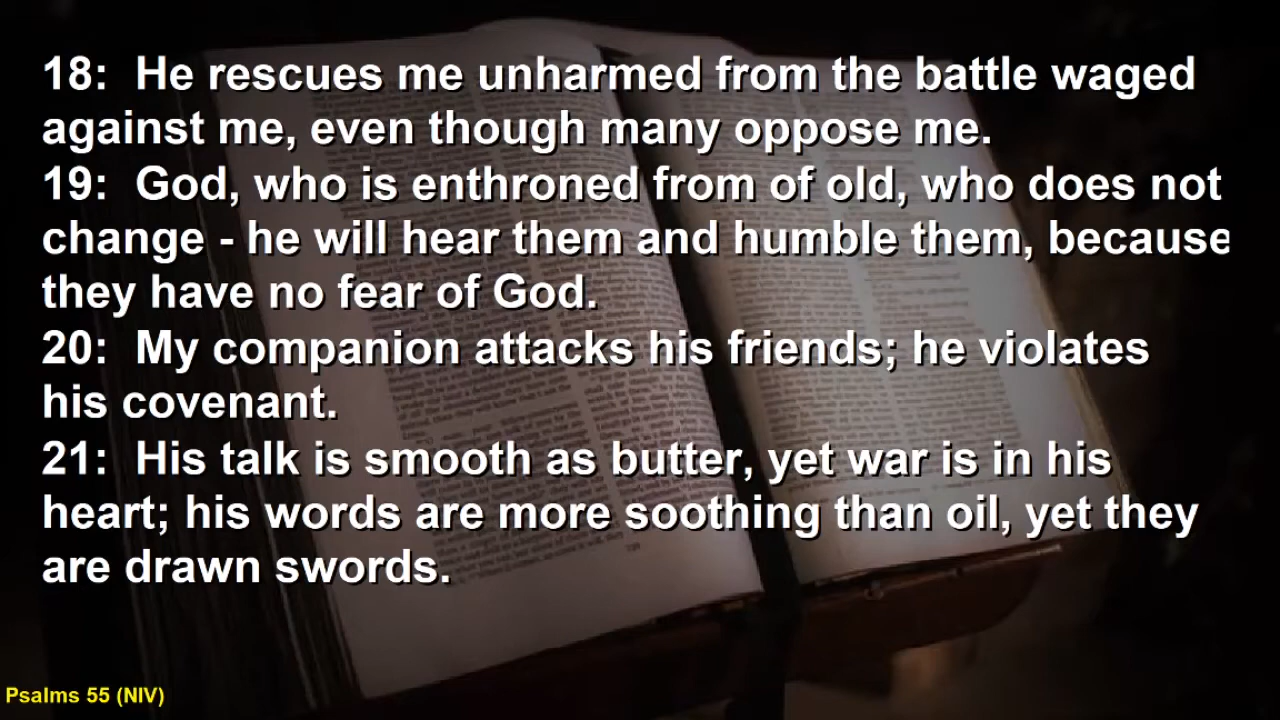 18:  He rescues me unharmed from the battle waged
against me, even though many oppose me.
19:  God, who is enthroned from of old, who does not
change - he will hear them and humble them, because
they have no fear of God.
20:  My companion attacks his friends; he violates
his covenant.
21:  His talk is smooth as butter, yet war is in his
heart; his words are more soothing than oil, yet they
are drawn swords.
Psalms 55 (NIV)